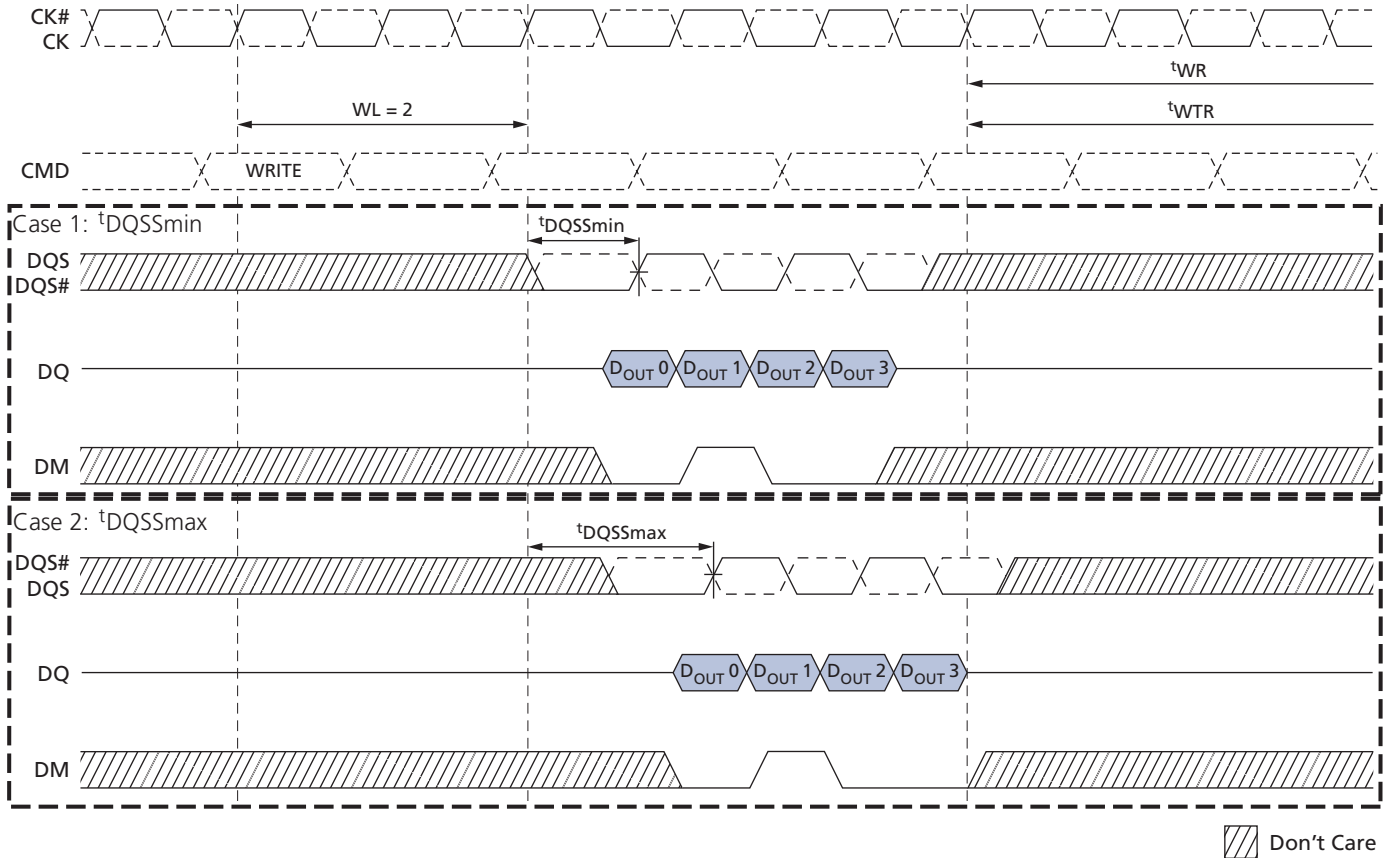 CK#
CK
tWR
WL = 2
tWTR
CMD
WRITE
Case 1: tDQSSmin
tDQSSmin
DQS
DQS#
DQ
DOUT 0 DOUT 1 DOUT 2 DOUT 3
DM
Case 2: tDQSSmax
tDQSSmax
DQS#
DQS
DQ
DOUT 0 DOUT 1 DOUT 2 DOUT 3
DM
Don't Care